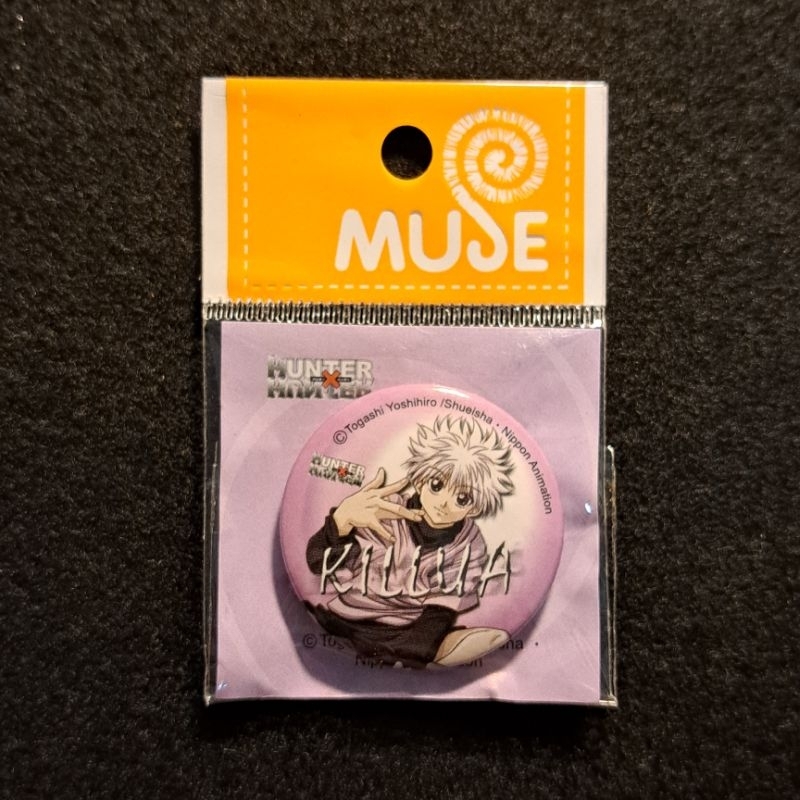 MUSE
HUNTER
X
HUNTER
©Togashi Yoshihiro /Shueisha・Nippon Animation
HUNTER
X
HUNTER
KILLUA